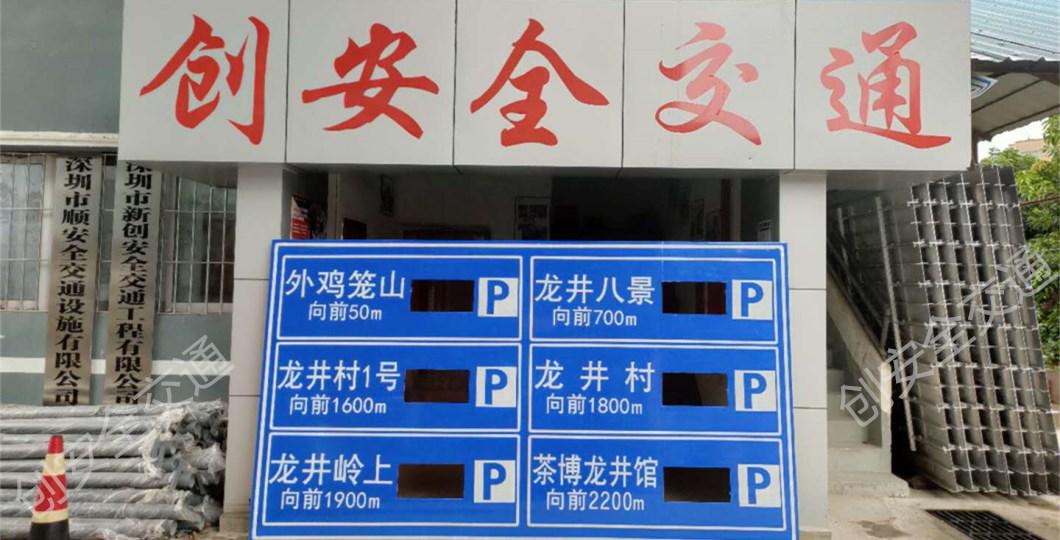 创安全交通
深圳市顺安全交通设施有限公司
深圳市新创安全交通工程有限公司
外鸡笼山
向前50m
P
龙井八景
向前700m
P
龙井村1号
向前1600m
P
龙井村
向前1800m
P
龙井岭上
向前1900m
P
茶博龙井馆
向前2200m
P
创安全交通
创安全交通